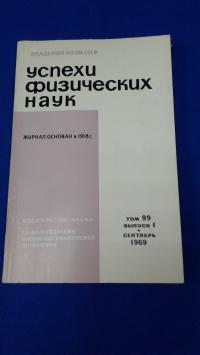 АКАДЕМИЯ НАУК СССР
УСПЕХИ
ФИЗИЧЕСКИХ
НАУК
ЖУРНАЛ ОСНОВАН в 1918 г.
ИЗДАТЕЛЬСТВО «НАУКА»
ГЛАВНАЯ РЕДАКЦИЯ
ФИЗИКО-МАТЕМАТИЧЕСКОЙ
ЛИТЕРАТУРЫ
ТОМ 99
ВЫПУСК 1
СЕНТЯБРЬ
1969